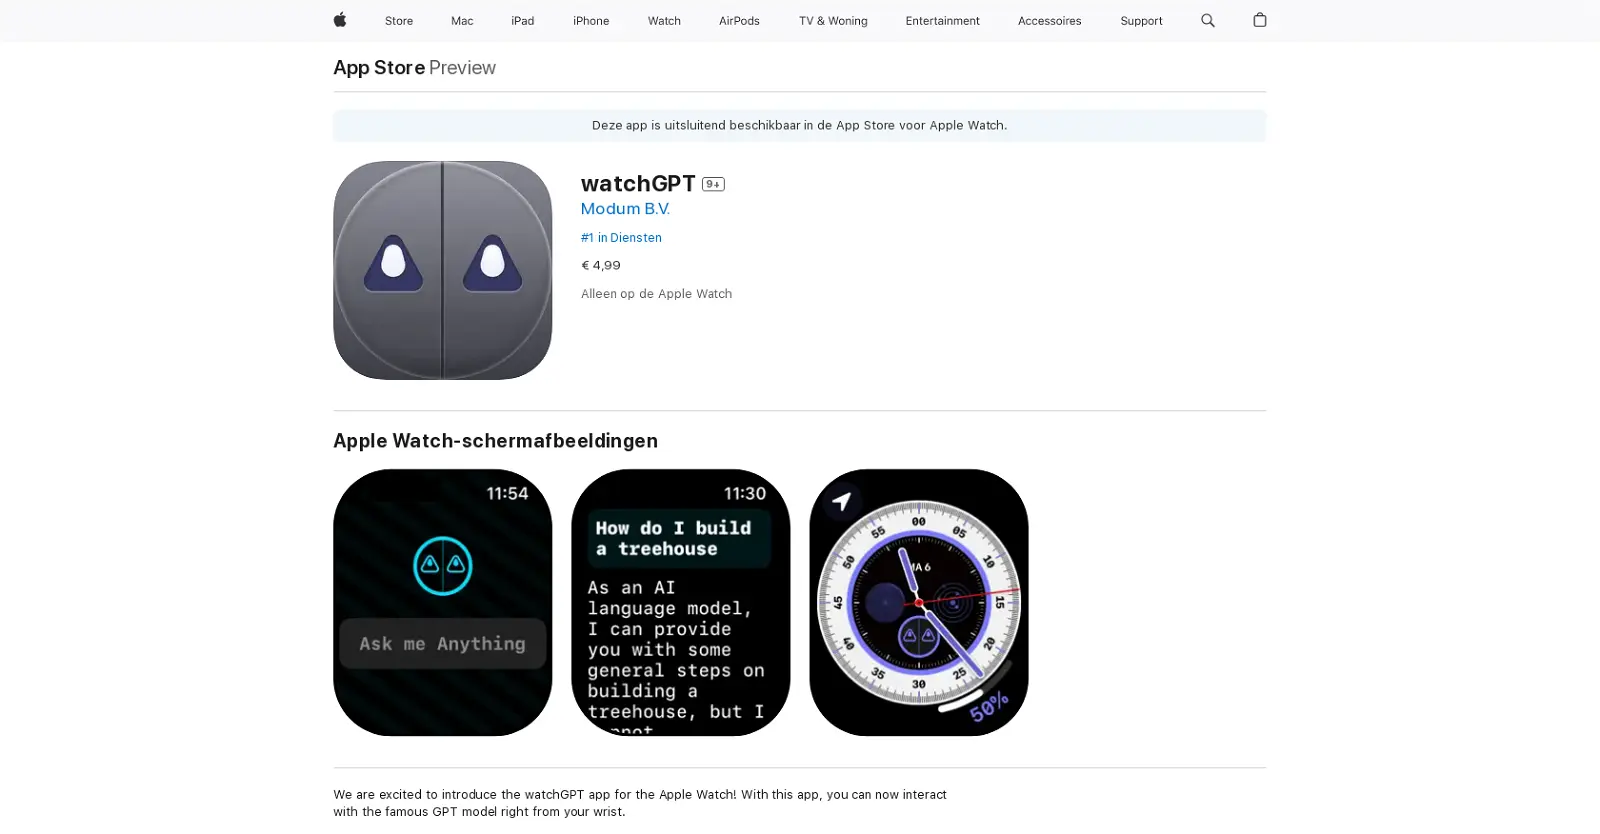 Store Mac iPad iPhone Watch AirPods TV & Woning Entertainment Accessoires Support
App Store Preview
Deze app is uitsluitend beschikbaar in de App Store voor Apple Watch.
watchGPT 9+
Modum B.V.
#1 in Diensten
€ 4,99
Alleen op de Apple Watch
Apple Watch-schermafbeeldingen
11:54
Ask me Anything
11:30
How do I build
a treehouse
As an AI
language model,
I can provide
you with some
general steps on
building a
treehouse, but I
00
05
10
15
20
25
30
35
40
45
50
55
MA 6
50%
We are excited to introduce the watchGPT app for the Apple Watch! With this app, you can now interact
with the famous GPT model right from your wrist.